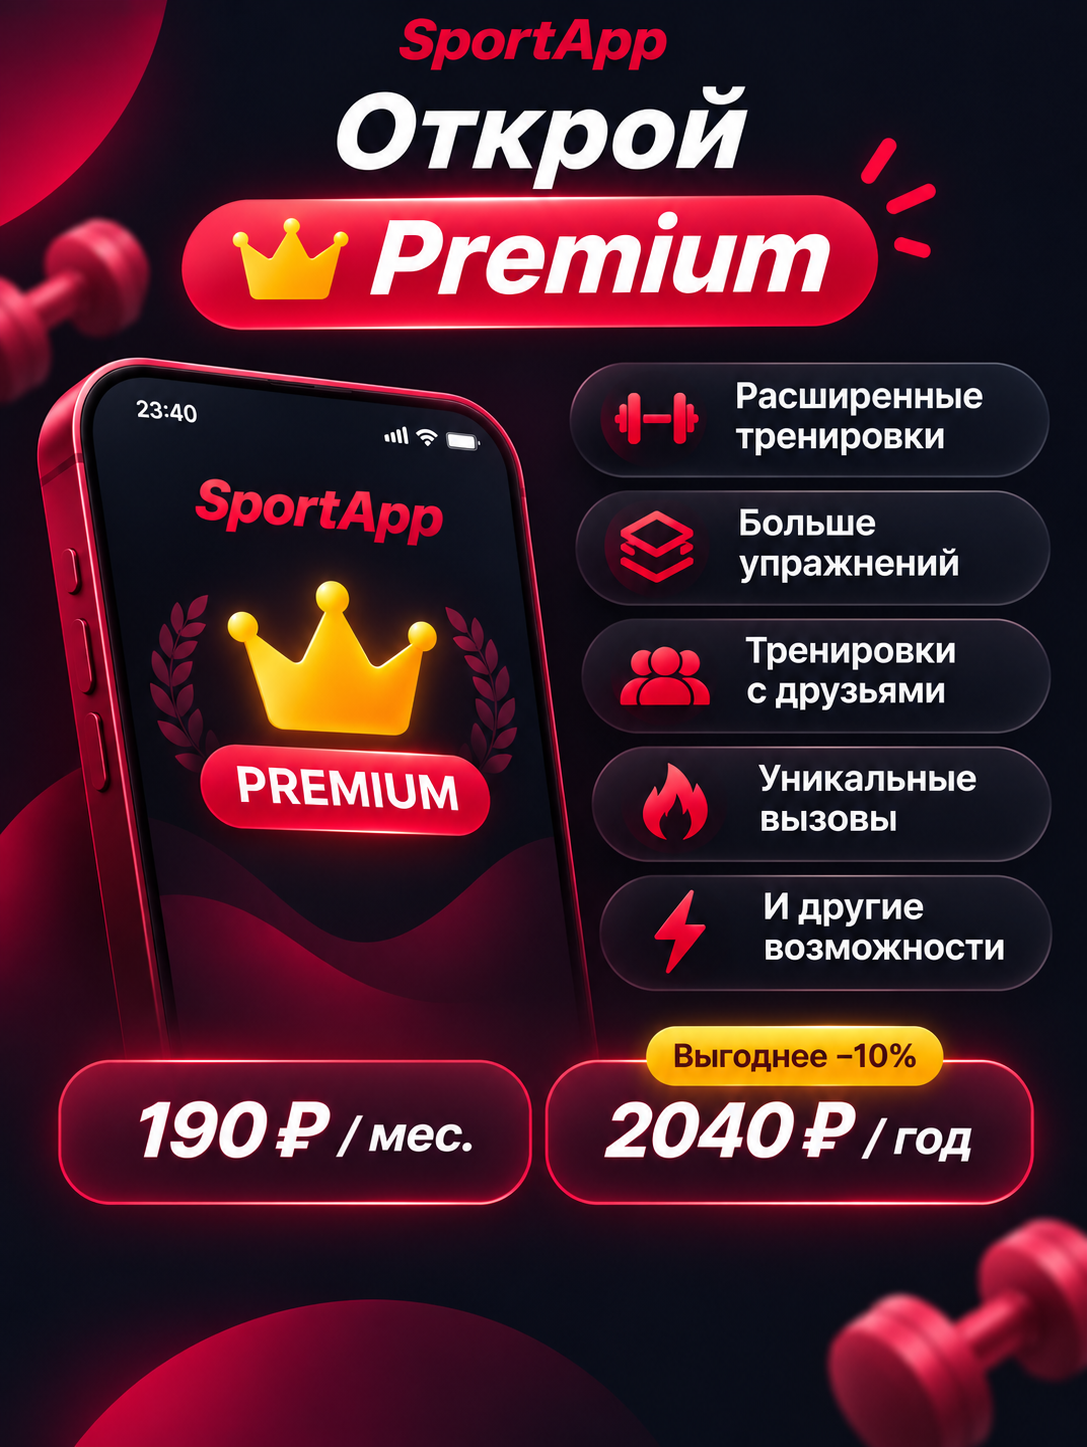 SportApp
Открой
Premium
23:40
SportApp
PREMIUM
Расширенные
тренировки
Больше
упражнений
Тренировки
с друзьями
Уникальные
вызовы
И другие
возможности
190 ₽ / мес.
Выгоднее –10%
2040 ₽ / год